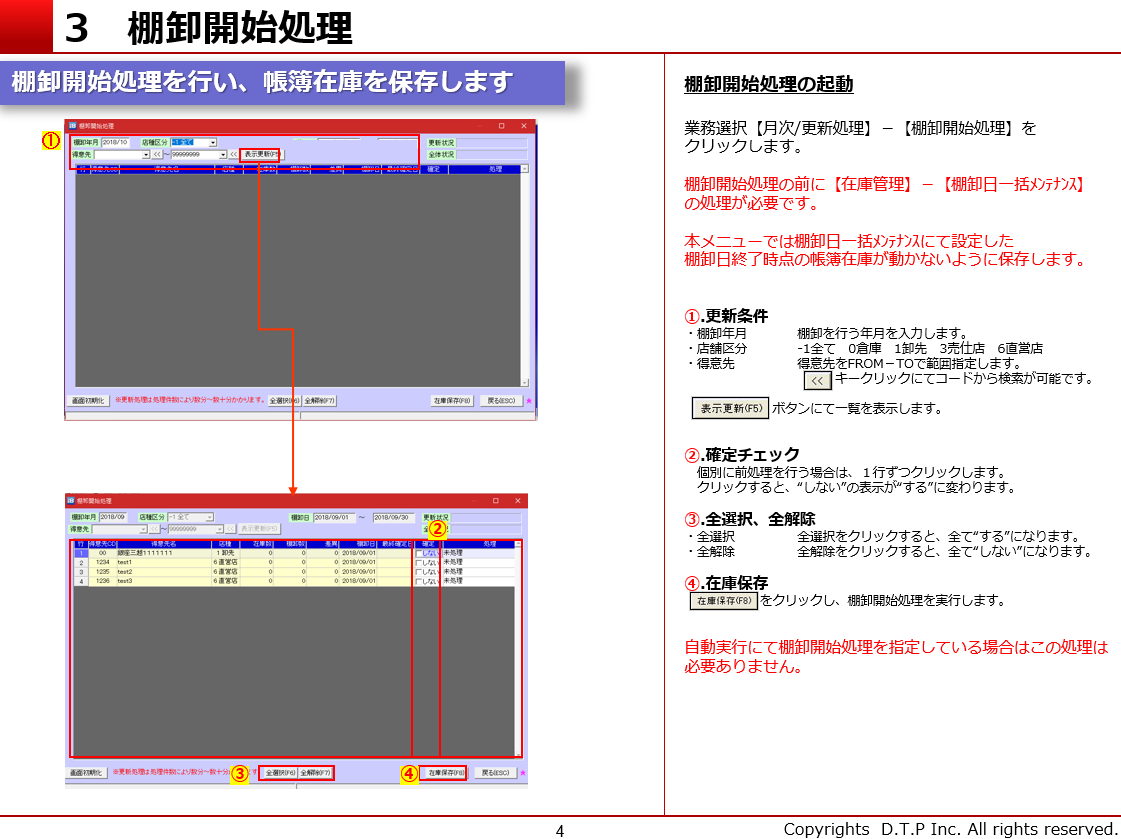 3　棚卸開始処理
棚卸開始処理を行い、帳簿在庫を保存します
①
棚卸開始処理
棚卸年月 2018/10 店種区分 -1 全て 更新状況
得意先 << ～ 99999999 << 表示更新(F5) 全体状況
行 得意先CD 得意先名 店種 在庫数 棚卸数 差異 棚卸日 最終確定日 確定 処理
画面初期化 ※更新処理は処理件数により数分～数十分かかります。 全選択(F6) 全解除(F7) 在庫保存(F8) 戻る(ESC) ★
棚卸開始処理
棚卸年月 2018/09 店種区分 -1 全て 棚卸日 2018/09/01 ～ 2018/09/30 更新状況
得意先 << ～ 99999999 << 表示更新(F5) ②
行 得意先CD 得意先名 店種 在庫数 棚卸数 差異 棚卸日 最終確定日 確定 処理
1 00 銀座三越1111111 1 卸先 0 0 0 2018/09/01 しない 未処理
2 1234 test1 6 直営店 0 0 0 2018/09/01 しない 未処理
3 1235 test2 6 直営店 0 0 0 2018/09/01 しない 未処理
4 1236 test3 6 直営店 0 0 0 2018/09/01 しない 未処理
画面初期化 ※更新処理は処理件数により数分～数十分 ③ 全選択(F6) 全解除(F7) ④ 在庫保存(F8) 戻る(ESC) ★
棚卸開始処理の起動
業務選択【月次/更新処理】－【棚卸開始処理】を
クリックします。
棚卸開始処理の前に【在庫管理】－【棚卸日一括ﾒﾝﾃﾅﾝｽ】
の処理が必要です。
本メニューでは棚卸日一括ﾒﾝﾃﾅﾝｽにて設定した
棚卸日終了時点の帳簿在庫が動かないように保存します。
①.更新条件
・棚卸年月 棚卸を行う年月を入力します。
・店舗区分 -1全て　0倉庫　1卸先　3売仕店　6直営店
・得意先 得意先をFROM－TOで範囲指定します。
<< キークリックにてコードから検索が可能です。
表示更新(F5) ボタンにて一覧を表示します。
②.確定チェック
個別に前処理を行う場合は、１行ずつクリックします。
クリックすると、“しない”の表示が“する”に変わります。
③.全選択、全解除
・全選択 全選択をクリックすると、全て“する”になります。
・全解除 全解除をクリックすると、全て“しない”になります。
④.在庫保存
在庫保存(F8) をクリックし、棚卸開始処理を実行します。
自動実行にて棚卸開始処理を指定している場合はこの処理は
必要ありません。
4
Copyrights D.T.P Inc. All rights reserved.